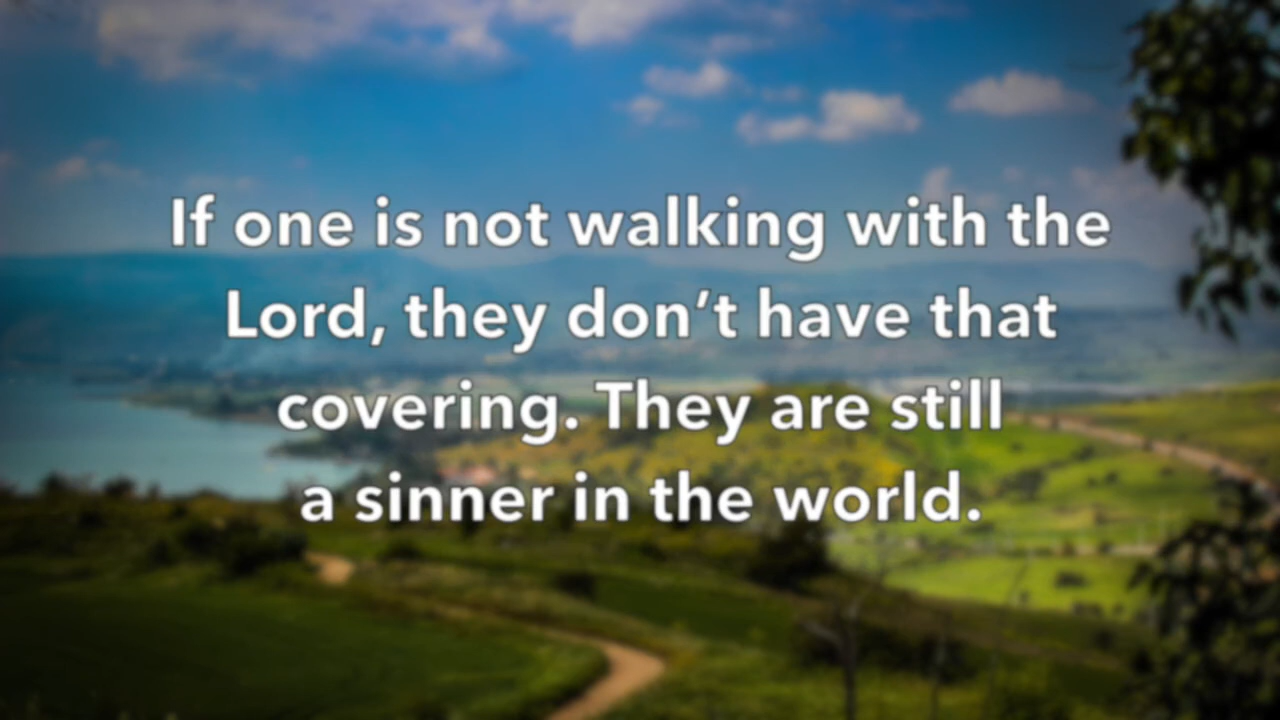 If one is not walking with the
Lord, they don’t have that
covering. They are still
a sinner in the world.